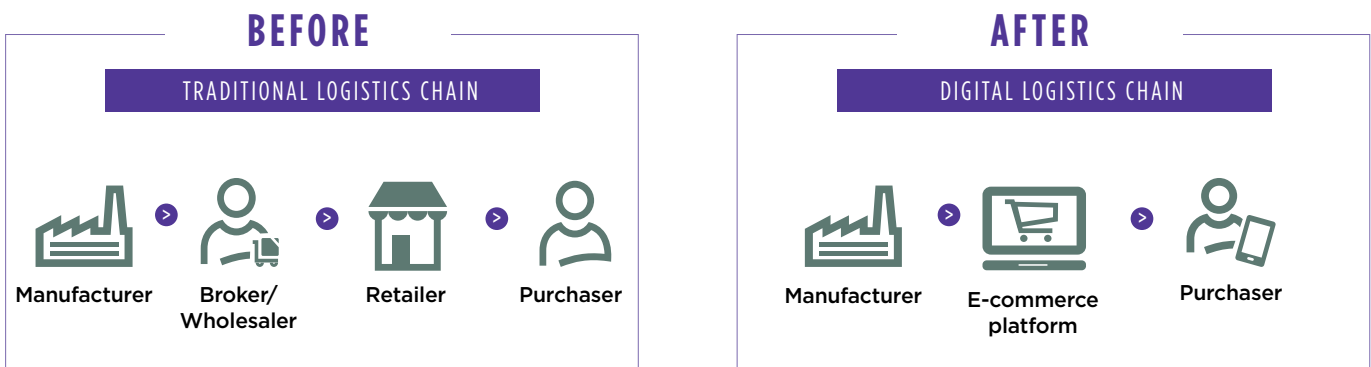 BEFORE
TRADITIONAL LOGISTICS CHAIN
>
>
>
Manufacturer
Broker/
Wholesaler
Retailer
Purchaser
AFTER
DIGITAL LOGISTICS CHAIN
>
>
Manufacturer
E-commerce
platform
Purchaser